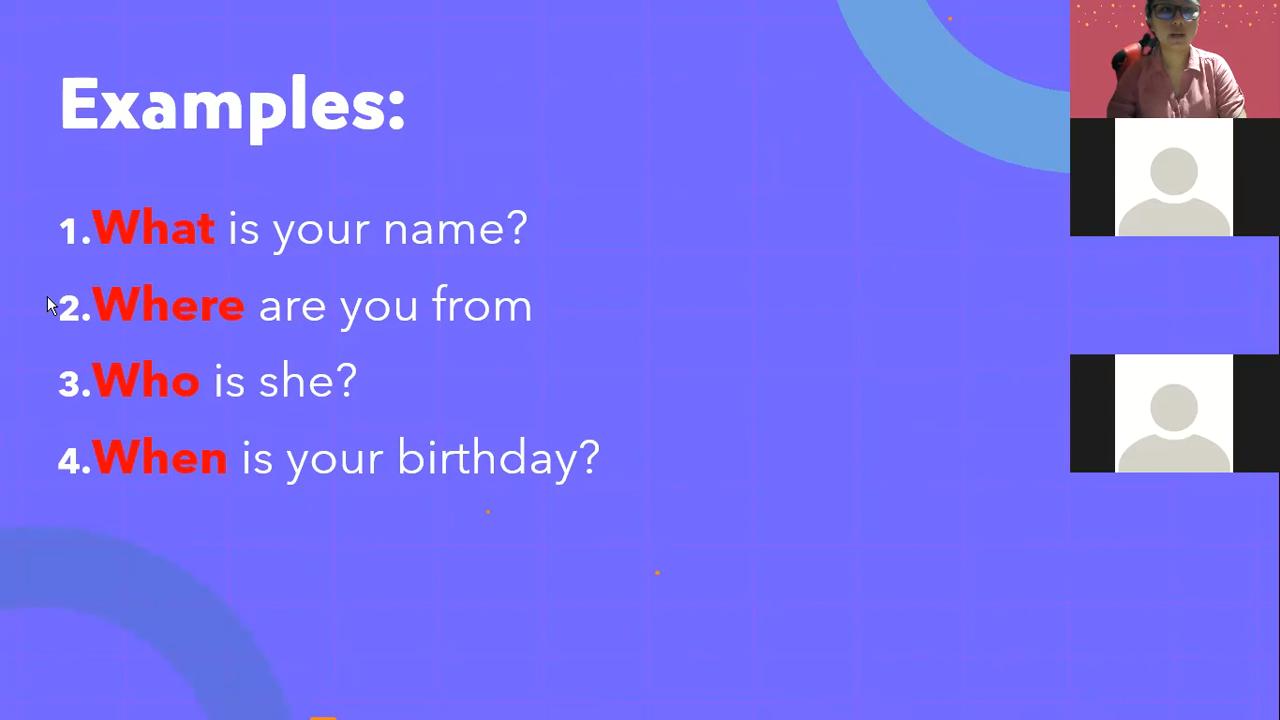 Examples:
1.What is your name?
2.Where are you from
3.Who is she?
4.When is your birthday?